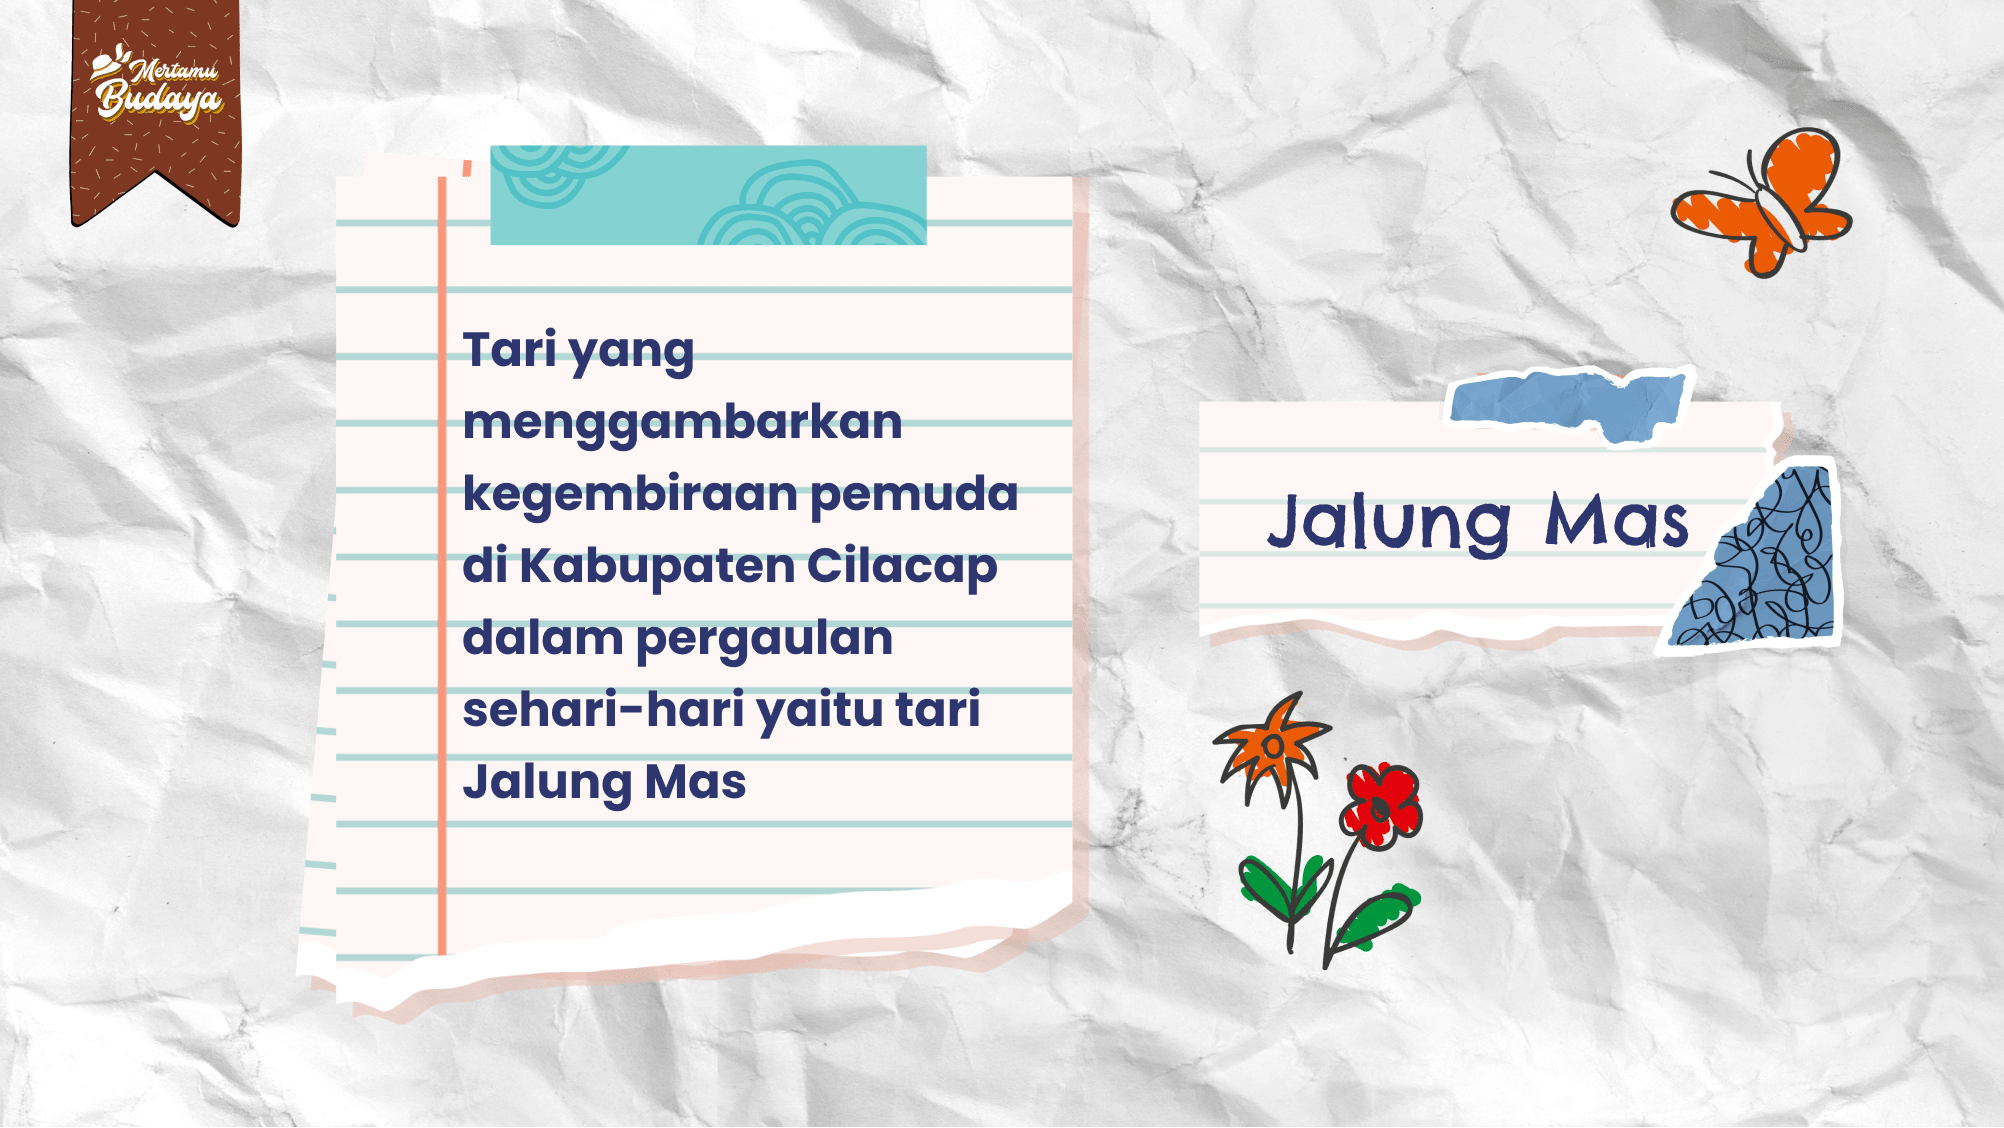 Mertamu
Budaya
Tari yang
menggambarkan
kegembiraan pemuda
di Kabupaten Cilacap
dalam pergaulan
sehari-hari yaitu tari
Jalung Mas
Jalung Mas